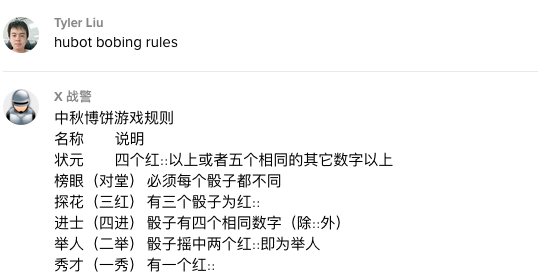 Tyler Liu
hubot bobing rules
X 战警
中秋博饼游戏规则
名称 说明
状元 四个红::以上或者五个相同的其它数字以上
榜眼（对堂） 必须每个骰子都不同
探花（三红） 有三个骰子为红::
进士（四进） 骰子有四个相同数字（除::外）
举人（二举） 骰子摇中两个红::即为举人
秀才（一秀） 有一个红::